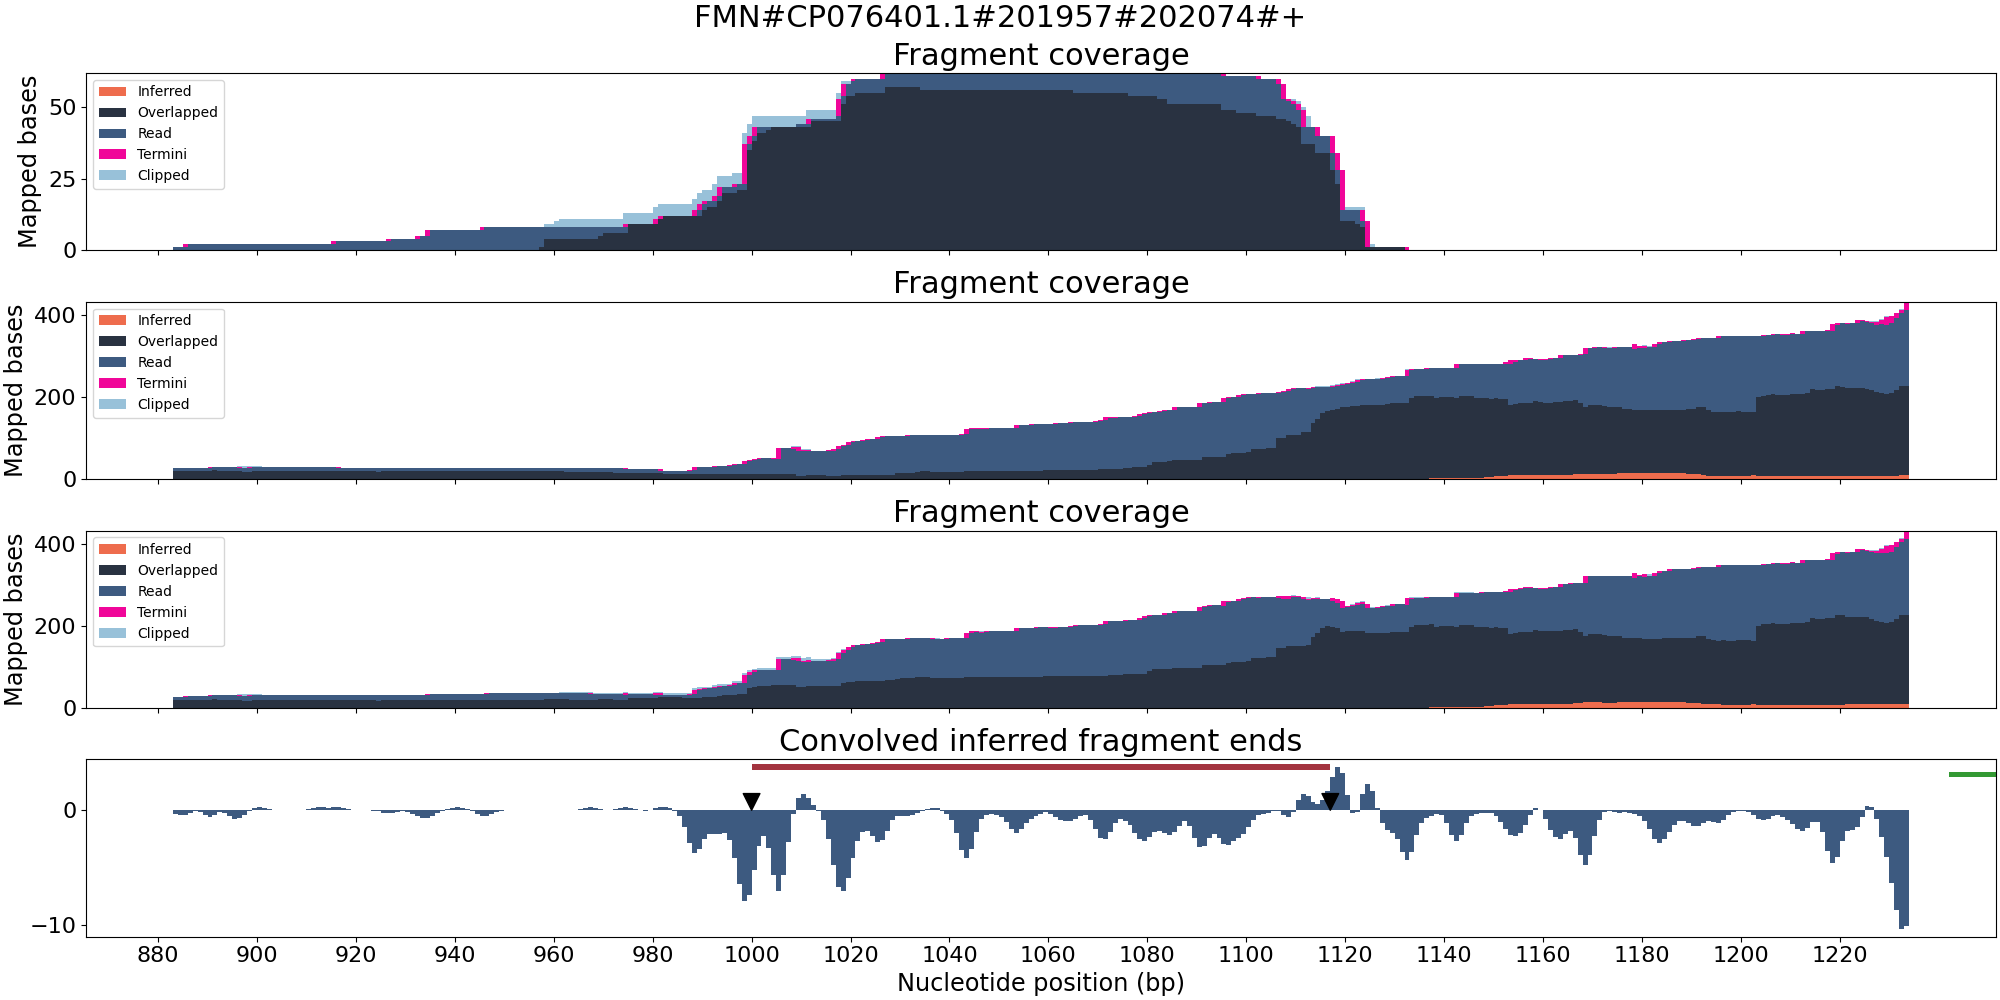 FMN#CP076401.1#201957#202074#+
Fragment coverage
Mapped bases
50
25
0
Inferred
Overlapped
Read
Termini
Clipped
Fragment coverage
Mapped bases
400
200
0
Inferred
Overlapped
Read
Termini
Clipped
Fragment coverage
Mapped bases
400
200
0
Inferred
Overlapped
Read
Termini
Clipped
Convolved inferred fragment ends
0
−10
880 900 920 940 960 980 1000 1020 1040 1060 1080 1100 1120 1140 1160 1180 1200 1220
Nucleotide position (bp)